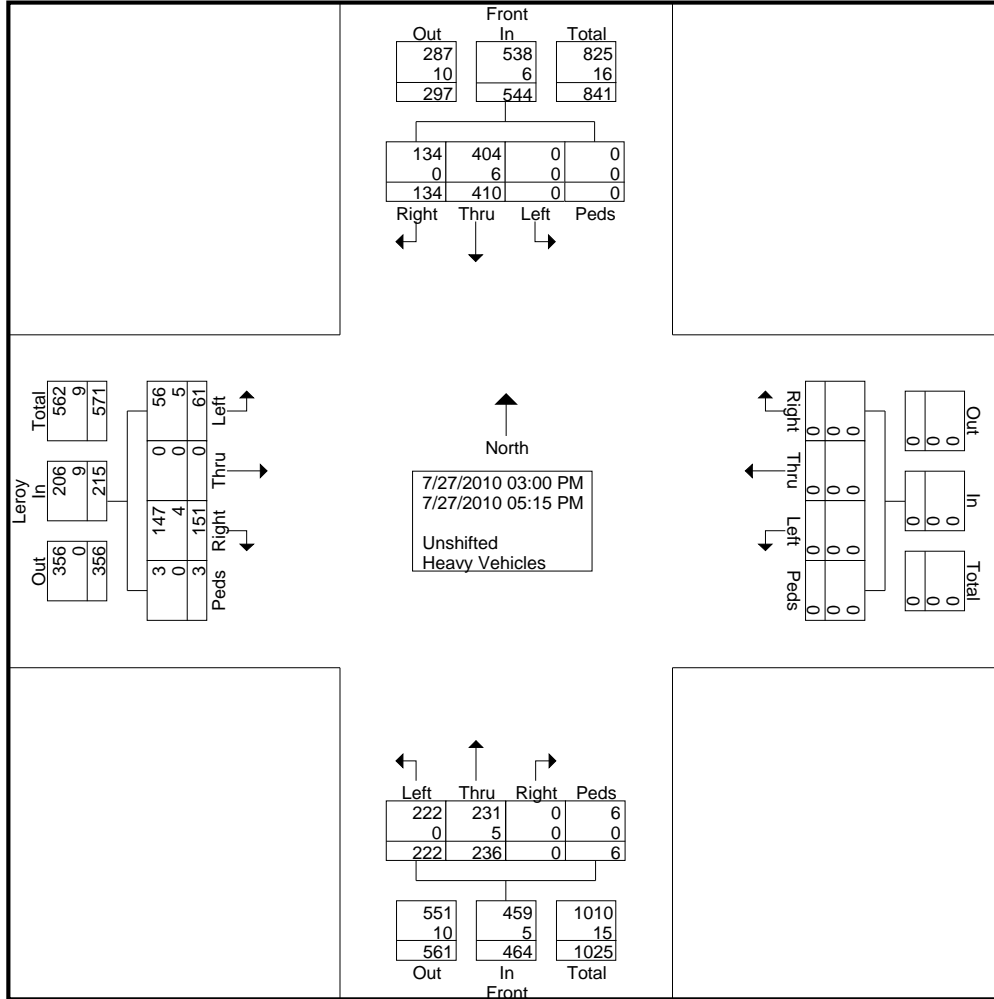 Front
Out In Total
287 538 825
10 6 16
297 544 841
134 404 0 0
0 6 0 0
134 410 0 0
Right Thru Left Peds
Leroy
Total In Out
562 206 356
9 9 0
571 215 356
56 0 147 3
5 0 4 0
61 0 151 3
Left Thru Right Peds
North
7/27/2010 03:00 PM
7/27/2010 05:15 PM
Unshifted
Heavy Vehicles
Out In Total
0 0 0
0 0 0
0 0 0
0 0 0 0
0 0 0 0
0 0 0 0
Right Thru Left Peds
Left Thru Right Peds
222 231 0 6
0 5 0 0
222 236 0 6
551 459 1010
10 5 15
561 464 1025
Out In Total
Front